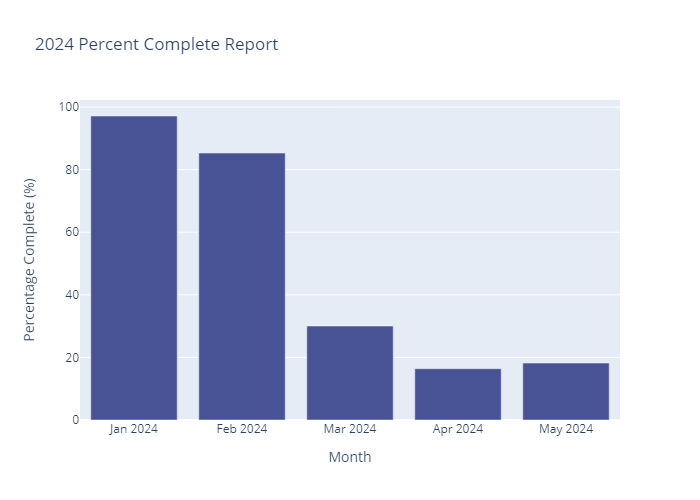 2024 Percent Complete Report
Percentage Complete (%)
100
80
60
40
20
0
Jan 2024
Feb 2024
Mar 2024
Apr 2024
May 2024
Month